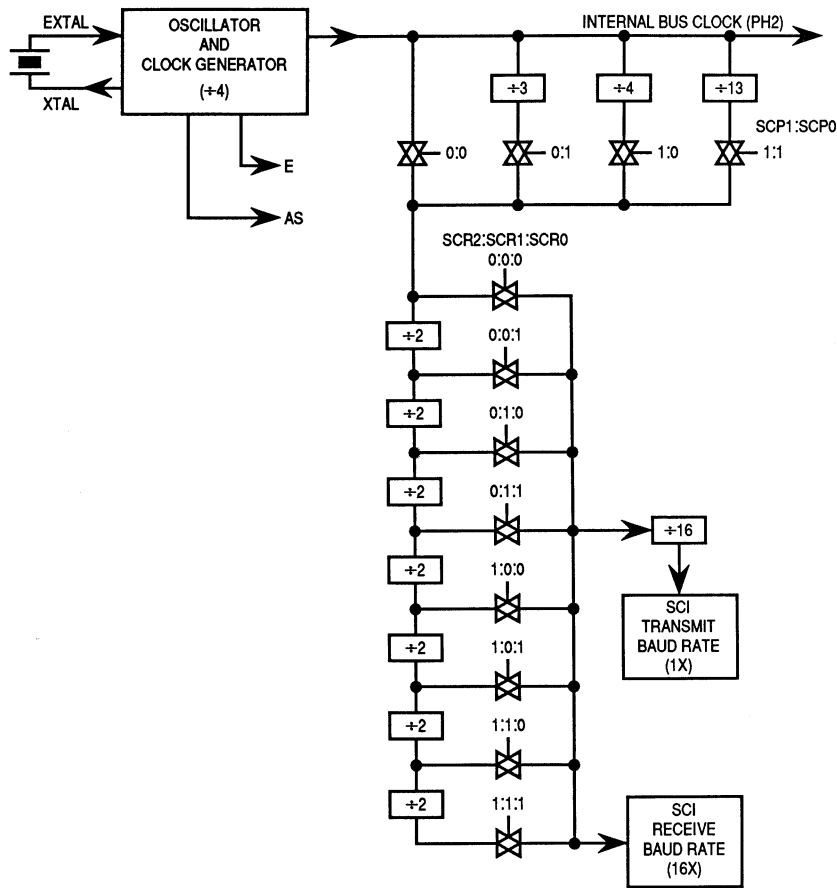 EXTAL
XTAL
OSCILLATOR
AND
CLOCK GENERATOR
(÷4)
E
AS
INTERNAL BUS CLOCK (PH2)
÷3
÷4
÷13
SCP1:SCP0
0:0
0:1
1:0
1:1
SCR2:SCR1:SCR0
0:0:0
÷2
0:0:1
÷2
0:1:0
÷2
0:1:1
÷16
÷2
1:0:0
SCI
TRANSMIT
BAUD RATE
(1X)
÷2
1:0:1
÷2
1:1:0
÷2
1:1:1
SCI
RECEIVE
BAUD RATE
(16X)